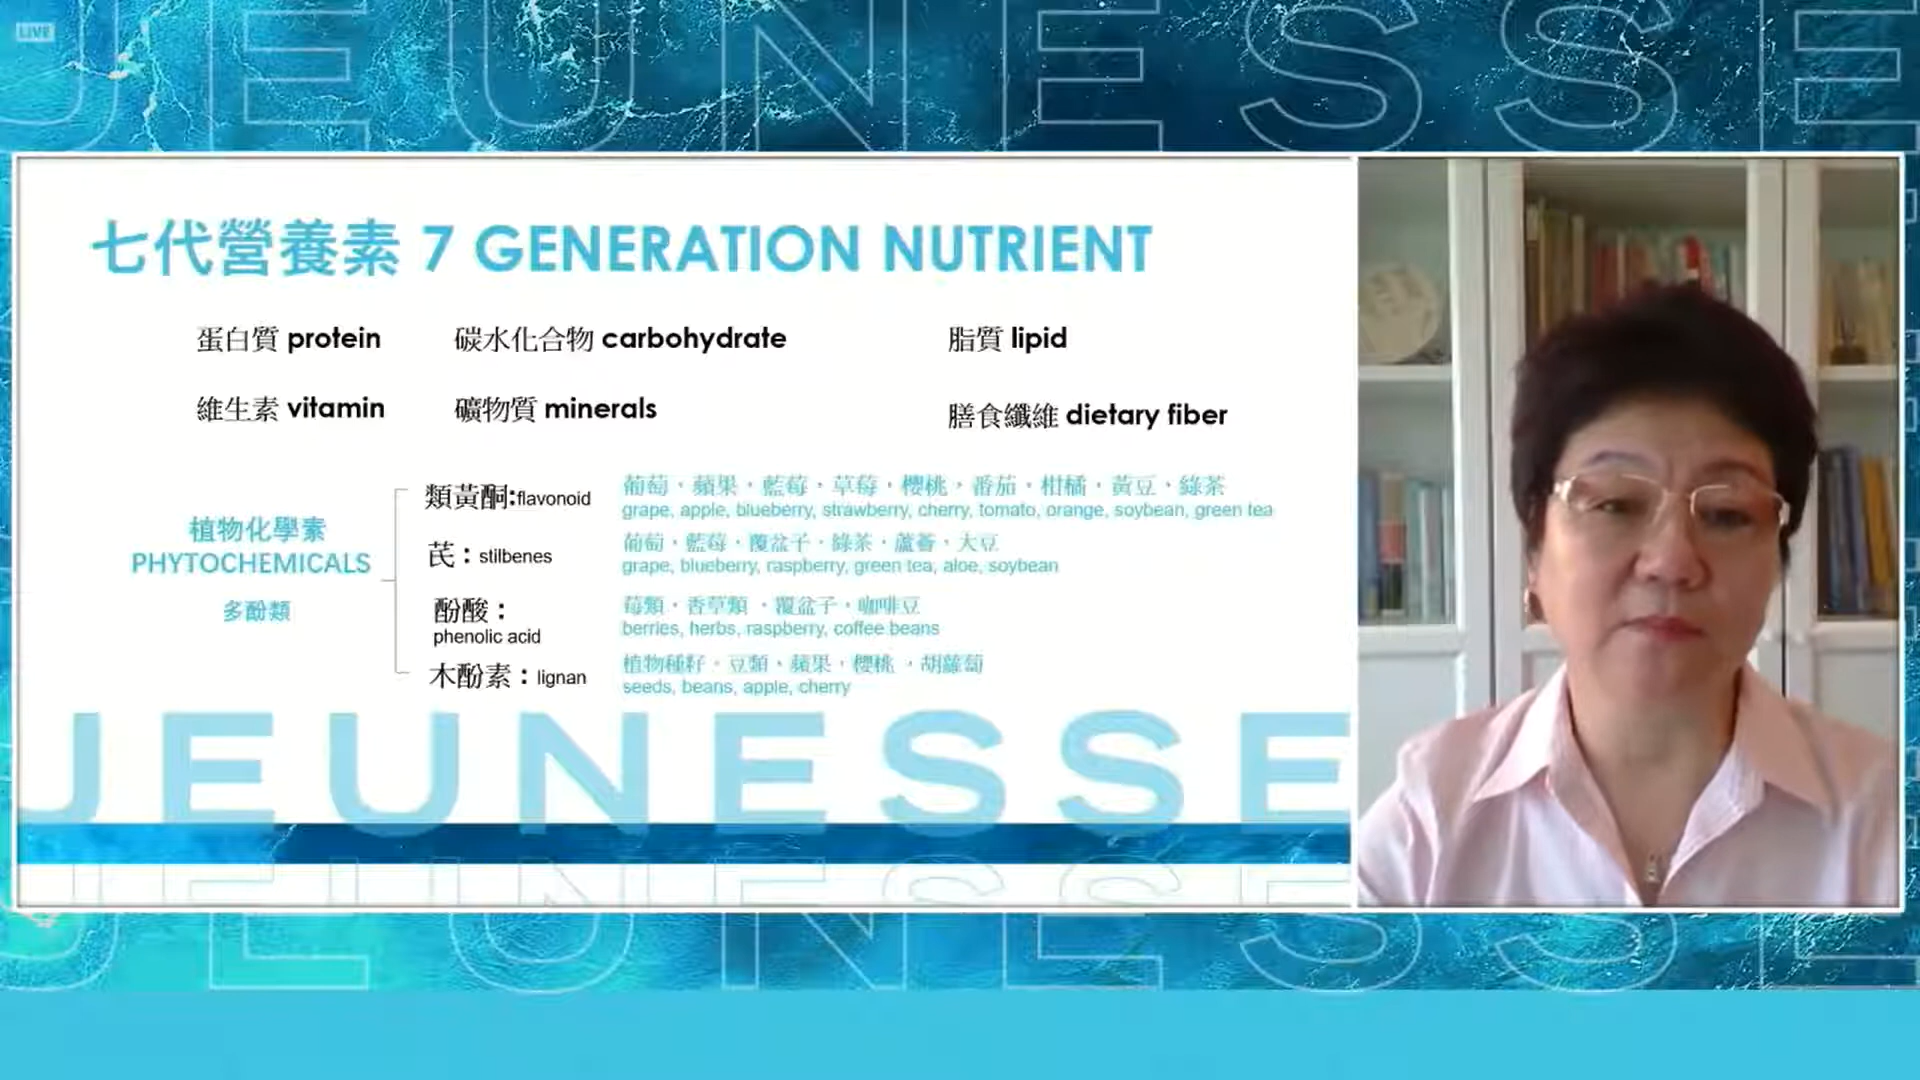 LIVE
JEUNESSE
七代營養素 7 GENERATION NUTRIENT
蛋白質 protein 碳水化合物 carbohydrate 脂質 lipid
維生素 vitamin 礦物質 minerals 膳食纖維 dietary fiber
植物化學素
PHYTOCHEMICALS
多酚類
類黃酮:flavonoid
葡萄，蘋果，藍莓，草莓，櫻桃，番茄，柑橘，黃豆，綠茶
grape, apple, blueberry, strawberry, cherry, tomato, orange, soybean, green tea
芪：stilbenes
葡萄，藍莓，覆盆子，綠茶，蘆薈，大豆
grape, blueberry, raspberry, green tea, aloe, soybean
酚酸：
phenolic acid
莓類，香草類，覆盆子，咖啡豆
berries, herbs, raspberry, coffee beans
木酚素：lignan
植物種籽，豆類，蘋果，櫻桃，胡蘿蔔
seeds, beans, apple, cherry
JEUNESSE
JEUNESSE